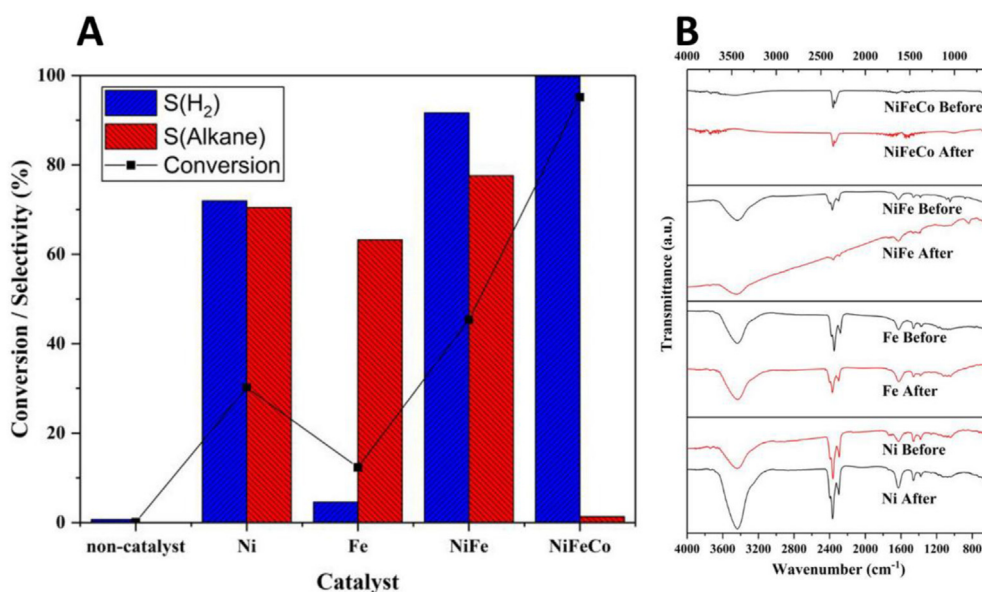 A
Conversion / Selectivity (%)
100
80
60
40
20
0
S(H₂)
S(Alkane)
Conversion
non-catalyst Ni Fe NiFe NiFeCo
Catalyst
B
4000 3500 3000 2500 2000 1500 1000
Transmittance (a.u.)
NiFeCo Before
NiFeCo After
NiFe Before
NiFe After
Fe Before
Fe After
Ni Before
Ni After
4000 3600 3200 2800 2400 2000 1600 1200 800
Wavenumber (cm⁻¹)